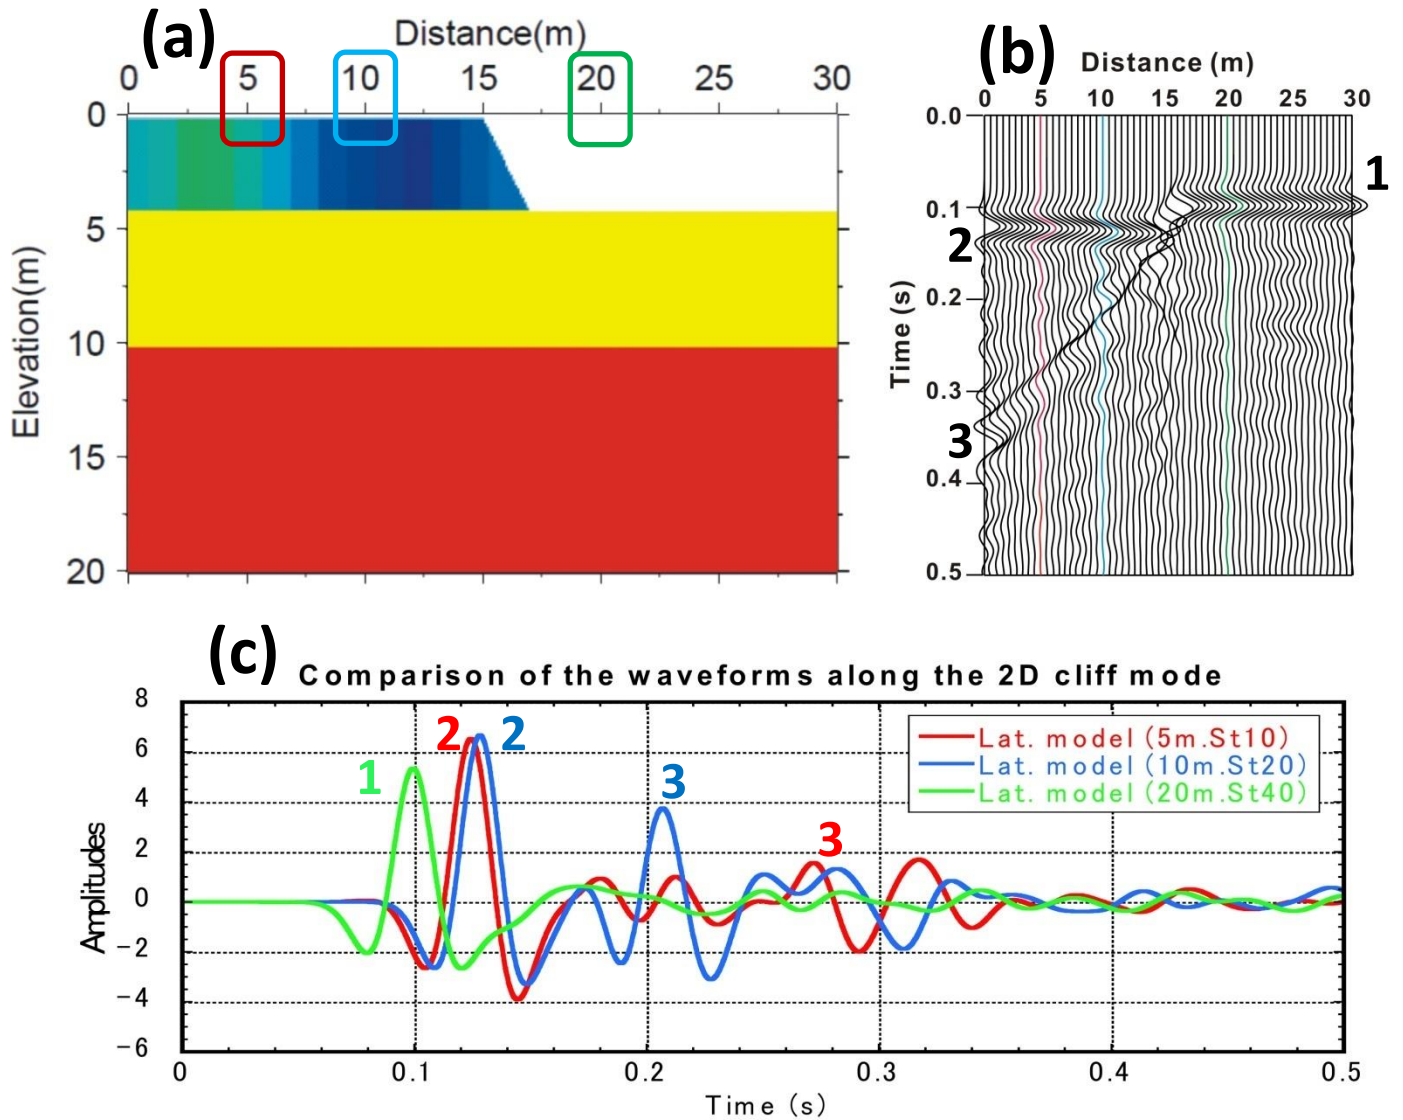 (a)
Distance(m)
0 5 10 15 20 25 30
0
5
10
15
20
Elevation(m)
(b)
Distance (m)
0 5 10 15 20 25 30
0.0
0.1
0.2
0.3
0.4
0.5
Time (s)
1
2
3
(c)
Comparison of the waveforms along the 2D cliff mode
8
6
4
2
0
−2
−4
−6
Amplitudes
1
2
2
3
3
Lat. model (5m.St10)
Lat. model (10m.St20)
Lat. model (20m.St40)
0 0.1 0.2 0.3 0.4 0.5
Time (s)